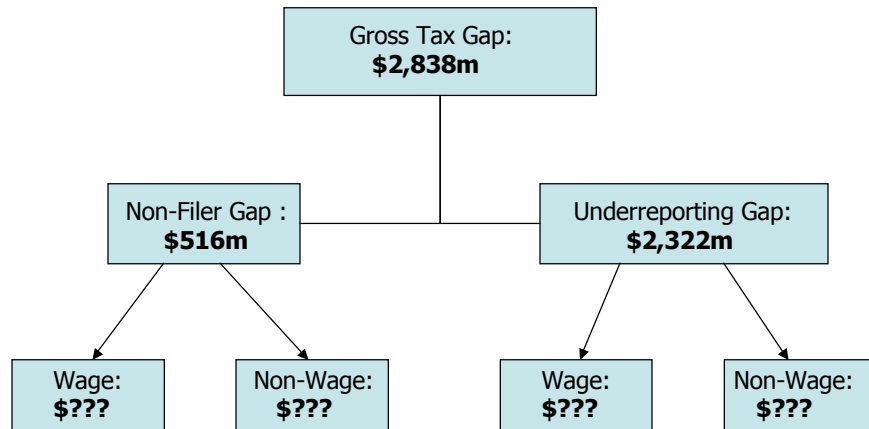 Gross Tax Gap:
$2,838m
Non-Filer Gap :
$516m
Underreporting Gap:
$2,322m
Wage:
$???
Non-Wage:
$???
Wage:
$???
Non-Wage:
$???